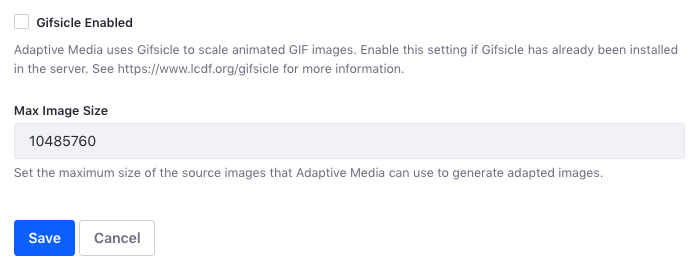 Gifsicle Enabled
Adaptive Media uses Gifsicle to scale animated GIF images. Enable this setting if Gifsicle has already been installed
in the server. See https://www.lcdf.org/gifsicle for more information.
Max Image Size
10485760
Set the maximum size of the source images that Adaptive Media can use to generate adapted images.
Save Cancel